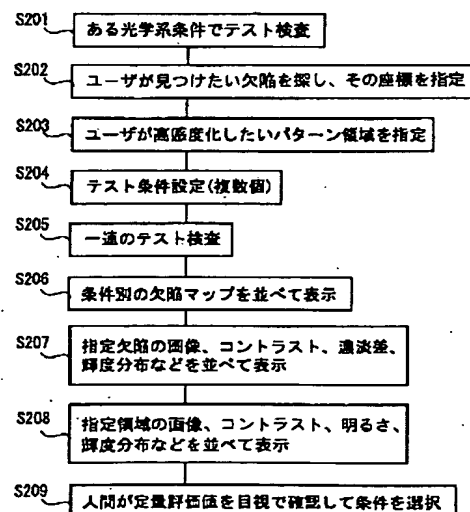 S201
ある光学系条件でテスト検査
S202
ユーザが見つけたい欠陥を探し、その座標を指定
S203
ユーザが高感度化したいパターン領域を指定
S204
テスト条件設定(複数個)
S205
一連のテスト検査
S206
条件別の欠陥マップを並べて表示
S207
指定欠陥の画像、コントラスト、濃淡差、
輝度分布などを並べて表示
S208
指定領域の画像、コントラスト、明るさ、
輝度分布などを並べて表示
S209
人間が定量評価値を目視で確認して条件を選択